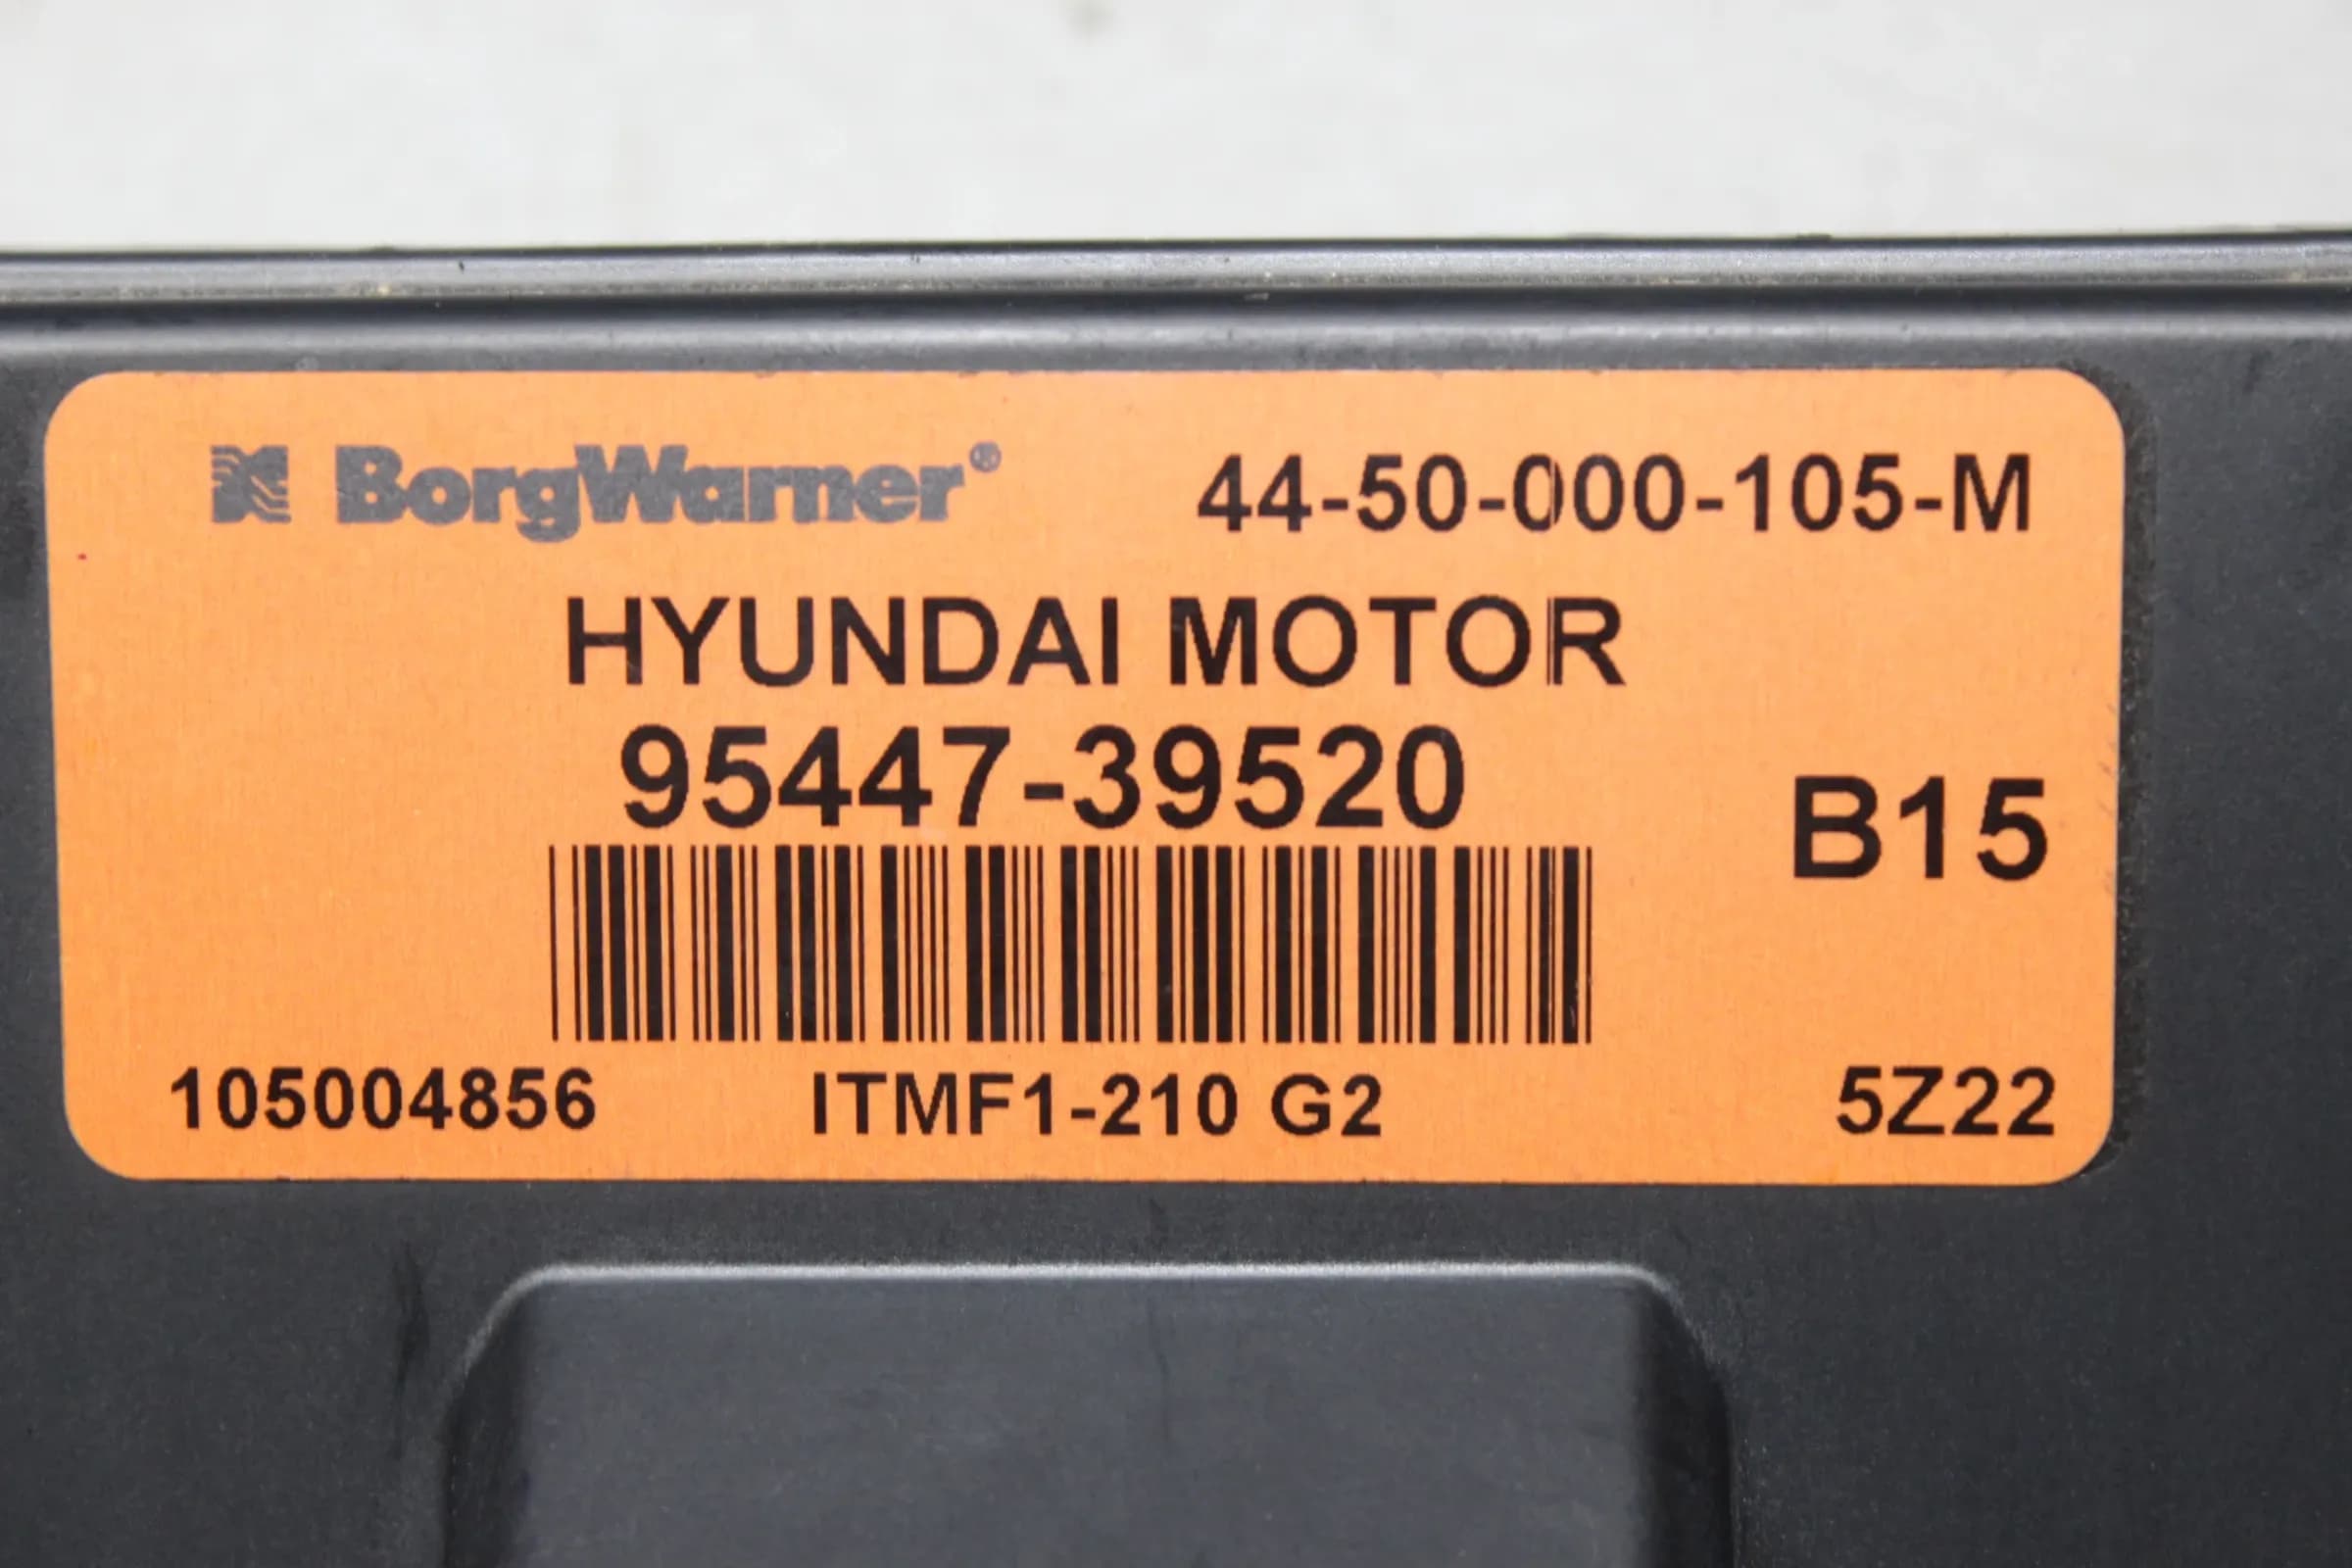 BorgWarner® 44-50-000-105-M
HYUNDAI MOTOR
95447-39520
B15
105004856 ITMF1-210 G2 5Z22